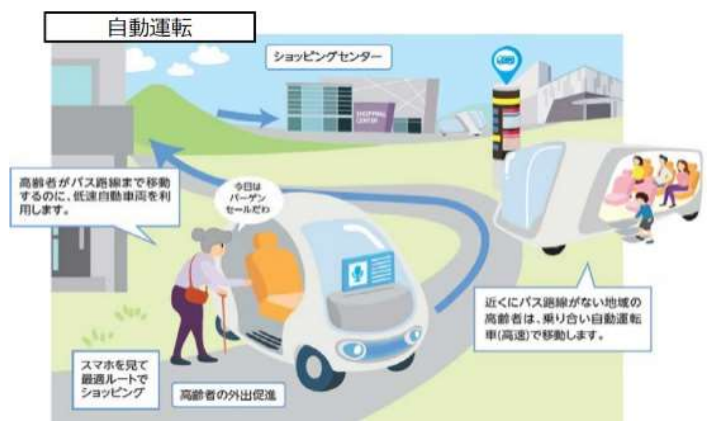 自動運転
ショッピングセンター
SHOPPING
CENTER
高齢者がバス路線まで移動
するのに、低速自動車両を利
用します。
今日は
バーゲン
セールだわ
近くにバス路線がない地域の
高齢者は、乗り合い自動運転
車(高速)で移動します。
スマホを見て
最適ルートで
ショッピング
高齢者の外出促進